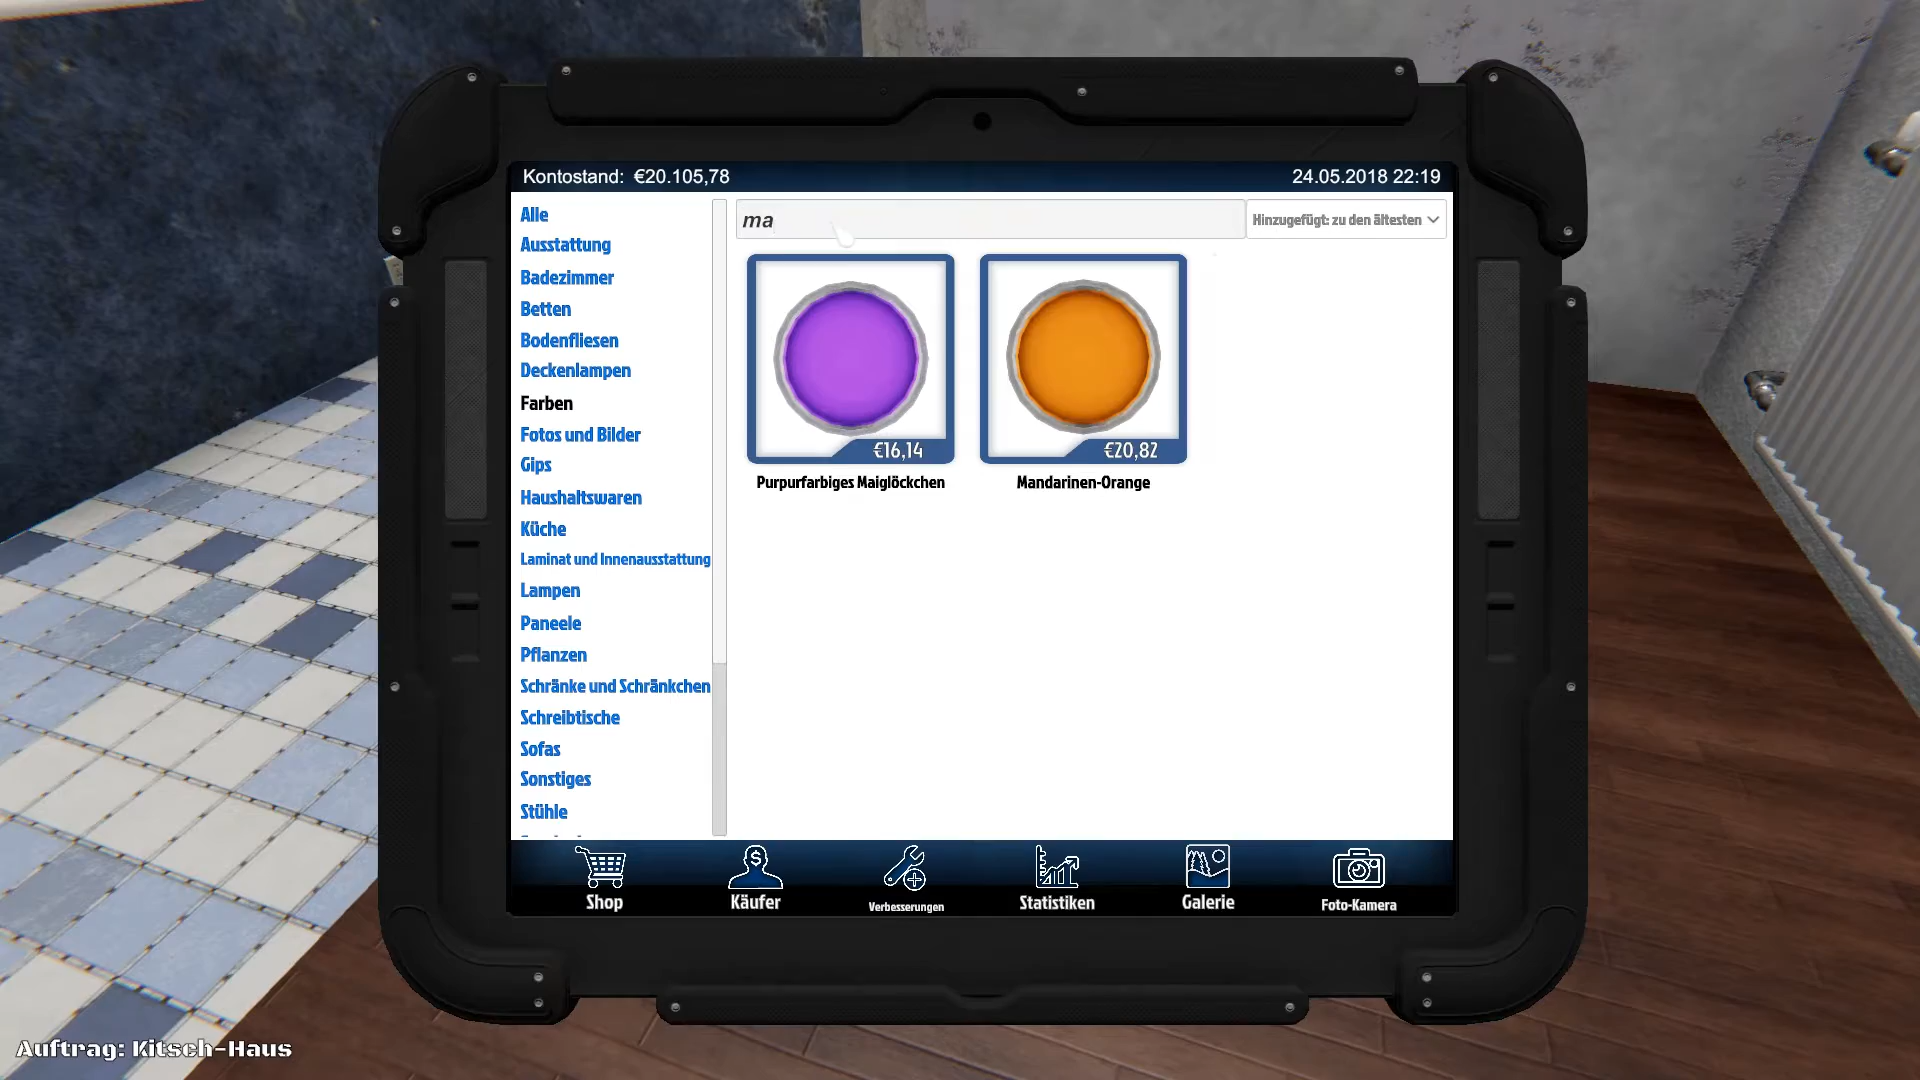 Kontostand: €20.105,78
24.05.2018 22:19
Alle
Ausstattung
Badezimmer
Betten
Bodenfliesen
Deckenlampen
Farben
Fotos und Bilder
Gips
Haushaltswaren
Küche
Laminat und Innenausstattung
Lampen
Paneele
Pflanzen
Schränke und Schränkchen
Schreibtische
Sofas
Sonstiges
Stühle
ma
Hinzugefügt: zu den ältesten
€16,14
€20,82
Purpurfarbiges Maiglöckchen
Mandarinen-Orange
Shop
Käufer
Verbesserungen
Statistiken
Galerie
Foto-Kamera
Auftrag: Kitsch-Haus